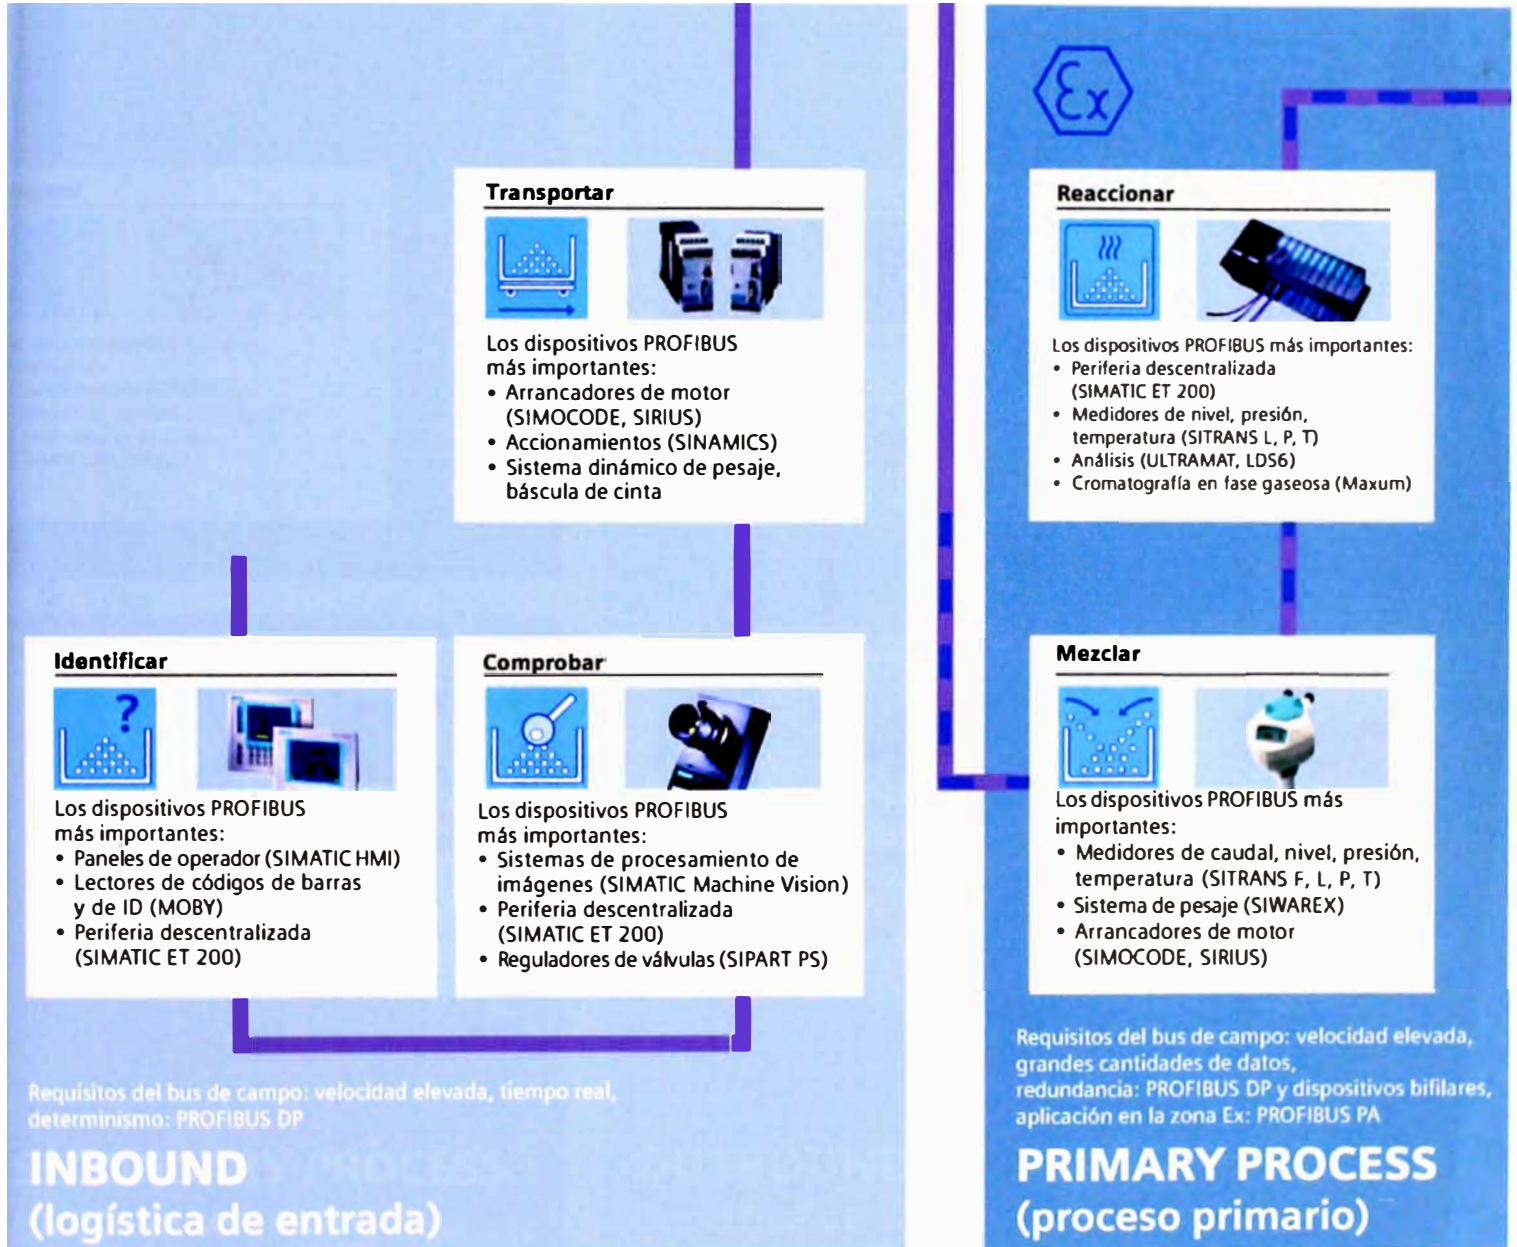 Transportar
Los dispositivos PROFIBUS
más importantes:
• Arrancadores de motor
(SIMOCODE, SIRIUS)
• Accionamientos (SINAMICS)
• Sistema dinámico de pesaje,
báscula de cinta
Identificar
?
Los dispositivos PROFIBUS
más importantes:
• Paneles de operador (SIMATIC HMI)
• Lectores de códigos de barras
y de ID (MOBY)
• Periferia descentralizada
(SIMATIC ET 200)
Comprobar
Los dispositivos PROFIBUS
más importantes:
• Sistemas de procesamiento de
imágenes (SIMATIC Machine Vision)
• Periferia descentralizada
(SIMATIC ET 200)
• Reguladores de válvulas (SIPART PS)
Requisitos del bus de campo: velocidad elevada, tiempo real,
determinismo: PROFIBUS DP
INBOUND
(logística de entrada)
Ex
Reaccionar
Los dispositivos PROFIBUS más importantes:
• Periferia descentralizada
(SIMATIC ET 200)
• Medidores de nivel, presión,
temperatura (SITRANS L, P, T)
• Análisis (ULTRAMAT, LDS6)
• Cromatografía en fase gaseosa (Maxum)
Mezclar
Los dispositivos PROFIBUS más
importantes:
• Medidores de caudal, nivel, presión,
temperatura (SITRANS F, L, P, T)
• Sistema de pesaje (SIWAREX)
• Arrancadores de motor
(SIMOCODE, SIRIUS)
Requisitos del bus de campo: velocidad elevada,
grandes cantidades de datos,
redundancia: PROFIBUS DP y dispositivos bifilares,
aplicación en la zona Ex: PROFIBUS PA
PRIMARY PROCESS
(proceso primario)